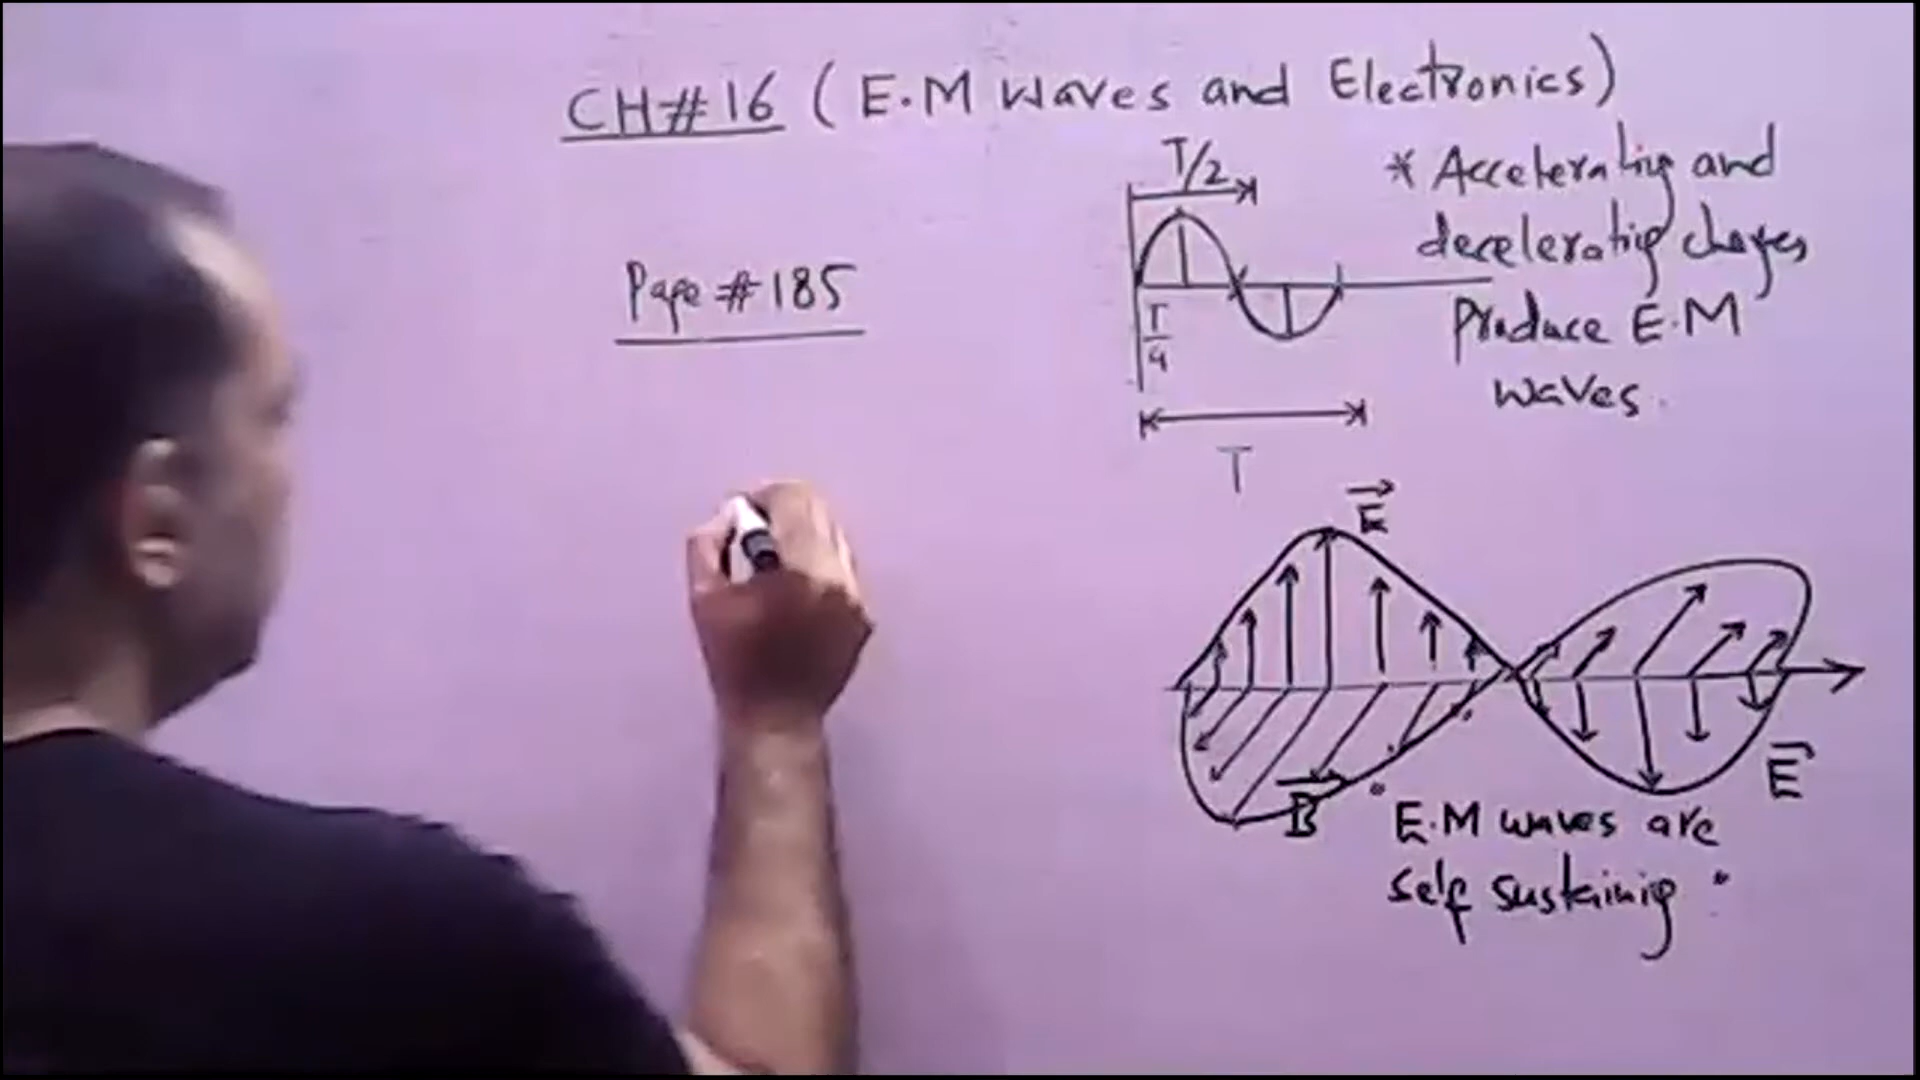 CH#16 (E.M Waves and Electronics)
Page #185
T/2
T
4
T
* Accelerating and
decelerating charges
Produce E.M
waves.
E
B
E
E.M waves are
self sustaining